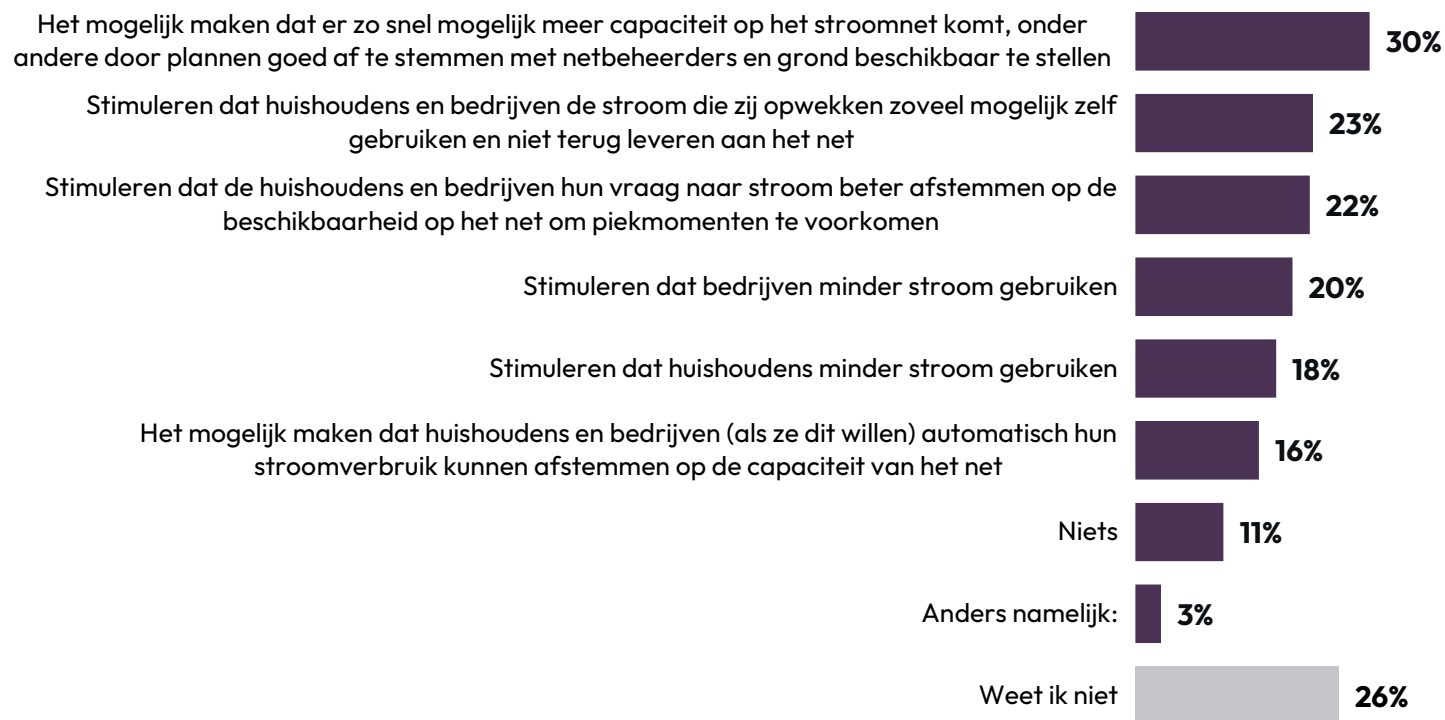 Het mogelijk maken dat er zo snel mogelijk meer capaciteit op het stroomnet komt, onder
andere door plannen goed af te stemmen met netbeheerders en grond beschikbaar te stellen
30%
Stimuleren dat huishoudens en bedrijven de stroom die zij opwekken zoveel mogelijk zelf
gebruiken en niet terug leveren aan het net
23%
Stimuleren dat de huishoudens en bedrijven hun vraag naar stroom beter afstemmen op de
beschikbaarheid op het net om piekmomenten te voorkomen
22%
Stimuleren dat bedrijven minder stroom gebruiken
20%
Stimuleren dat huishoudens minder stroom gebruiken
18%
Het mogelijk maken dat huishoudens en bedrijven (als ze dit willen) automatisch hun
stroomverbruik kunnen afstemmen op de capaciteit van het net
16%
Niets
11%
Anders namelijk:
3%
Weet ik niet
26%